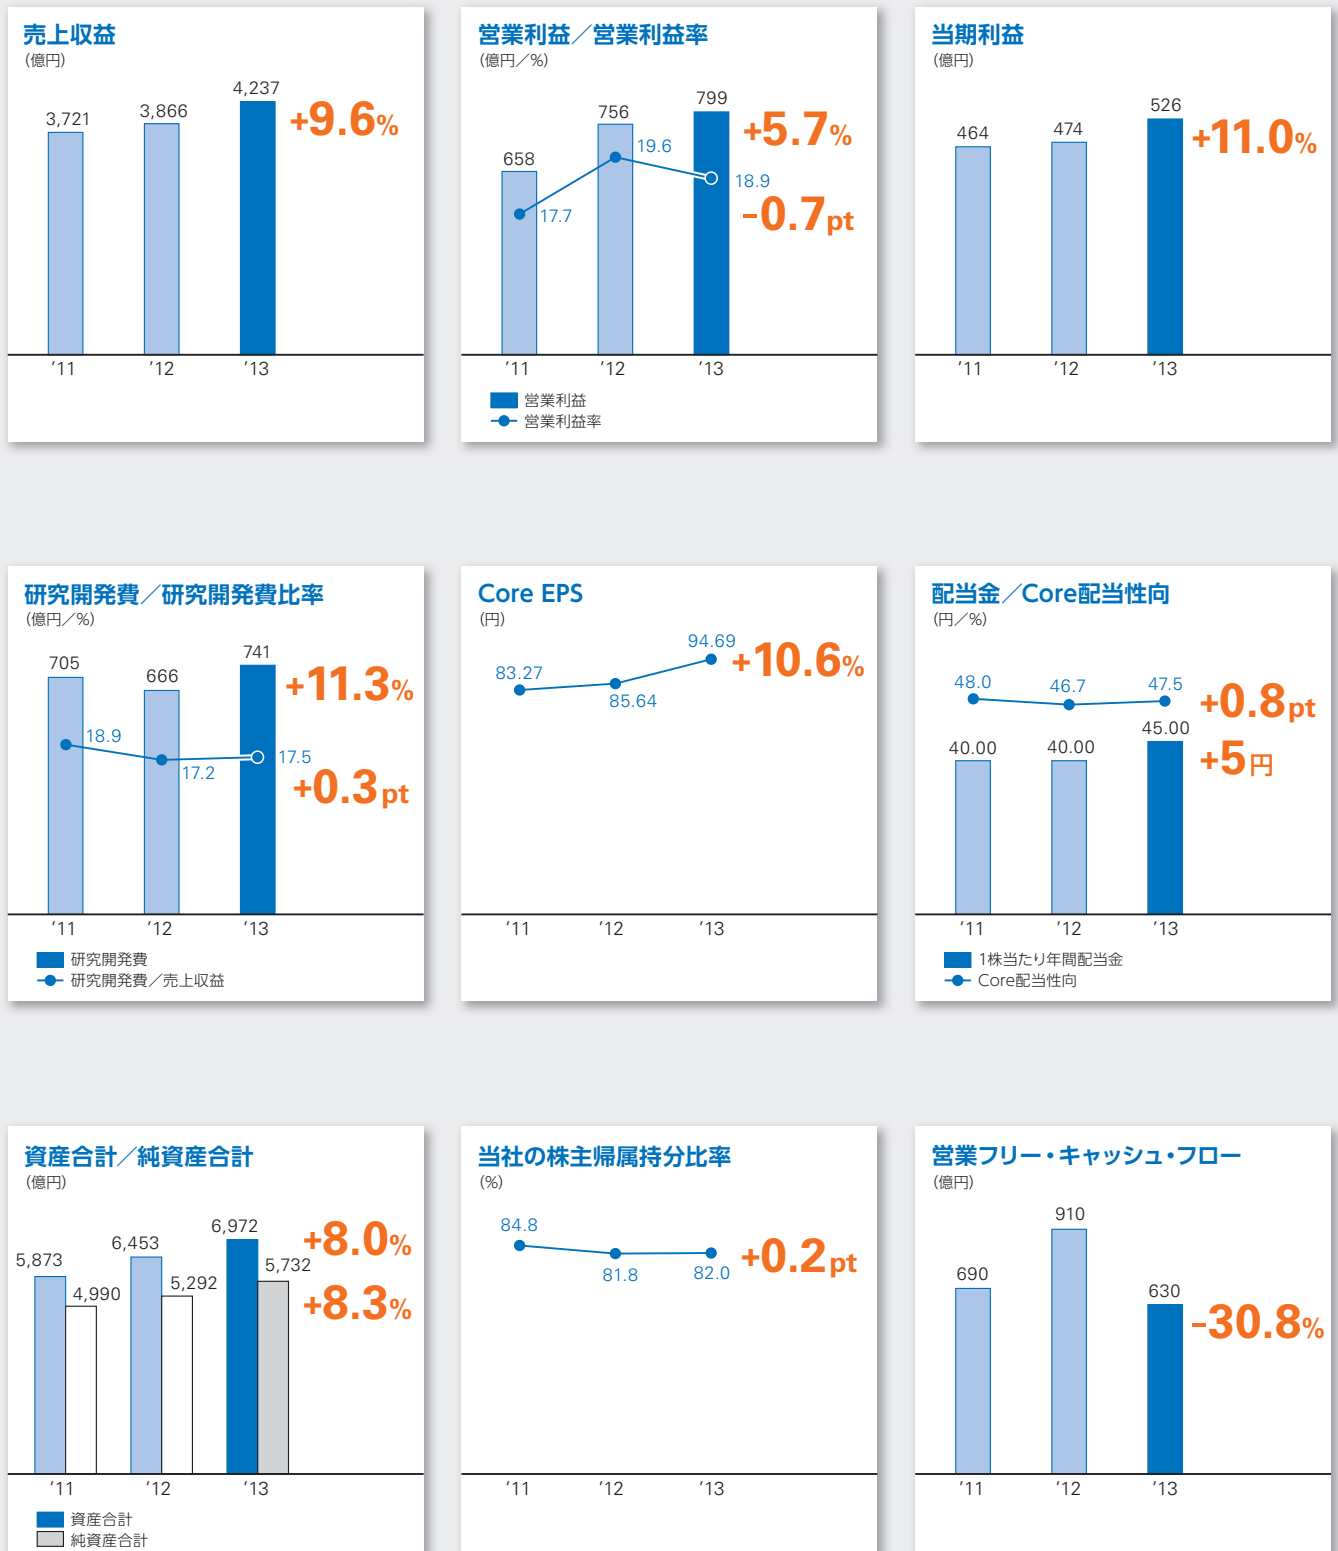 売上収益
（億円）
3,721
3,866
4,237
+9.6%
’11
’12
’13
営業利益／営業利益率
（億円／%）
658
756
799
17.7
19.6
18.9
+5.7%
-0.7pt
’11
’12
’13
営業利益
営業利益率
当期利益
（億円）
464
474
526
+11.0%
’11
’12
’13
研究開発費／研究開発費比率
（億円／%）
705
666
741
18.9
17.2
17.5
+11.3%
+0.3pt
’11
’12
’13
研究開発費
研究開発費／売上収益
Core EPS
（円）
83.27
85.64
94.69
+10.6%
’11
’12
’13
配当金／Core配当性向
（円／%）
48.0
46.7
47.5
40.00
40.00
45.00
+0.8pt
+5円
’11
’12
’13
1株当たり年間配当金
Core配当性向
資産合計／純資産合計
（億円）
5,873
4,990
6,453
5,292
6,972
5,732
+8.0%
+8.3%
’11
’12
’13
資産合計
純資産合計
当社の株主帰属持分比率
（%）
84.8
81.8
82.0
+0.2pt
’11
’12
’13
営業フリー・キャッシュ・フロー
（億円）
690
910
630
-30.8%
’11
’12
’13